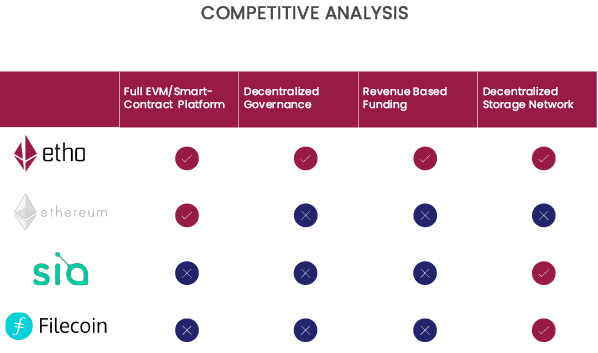 COMPETITIVE ANALYSIS
Full EVM/Smart-
Contract Platform
Decentralized
Governance
Revenue Based
Funding
Decentralized
Storage Network
etho
ethereum
sia
Filecoin